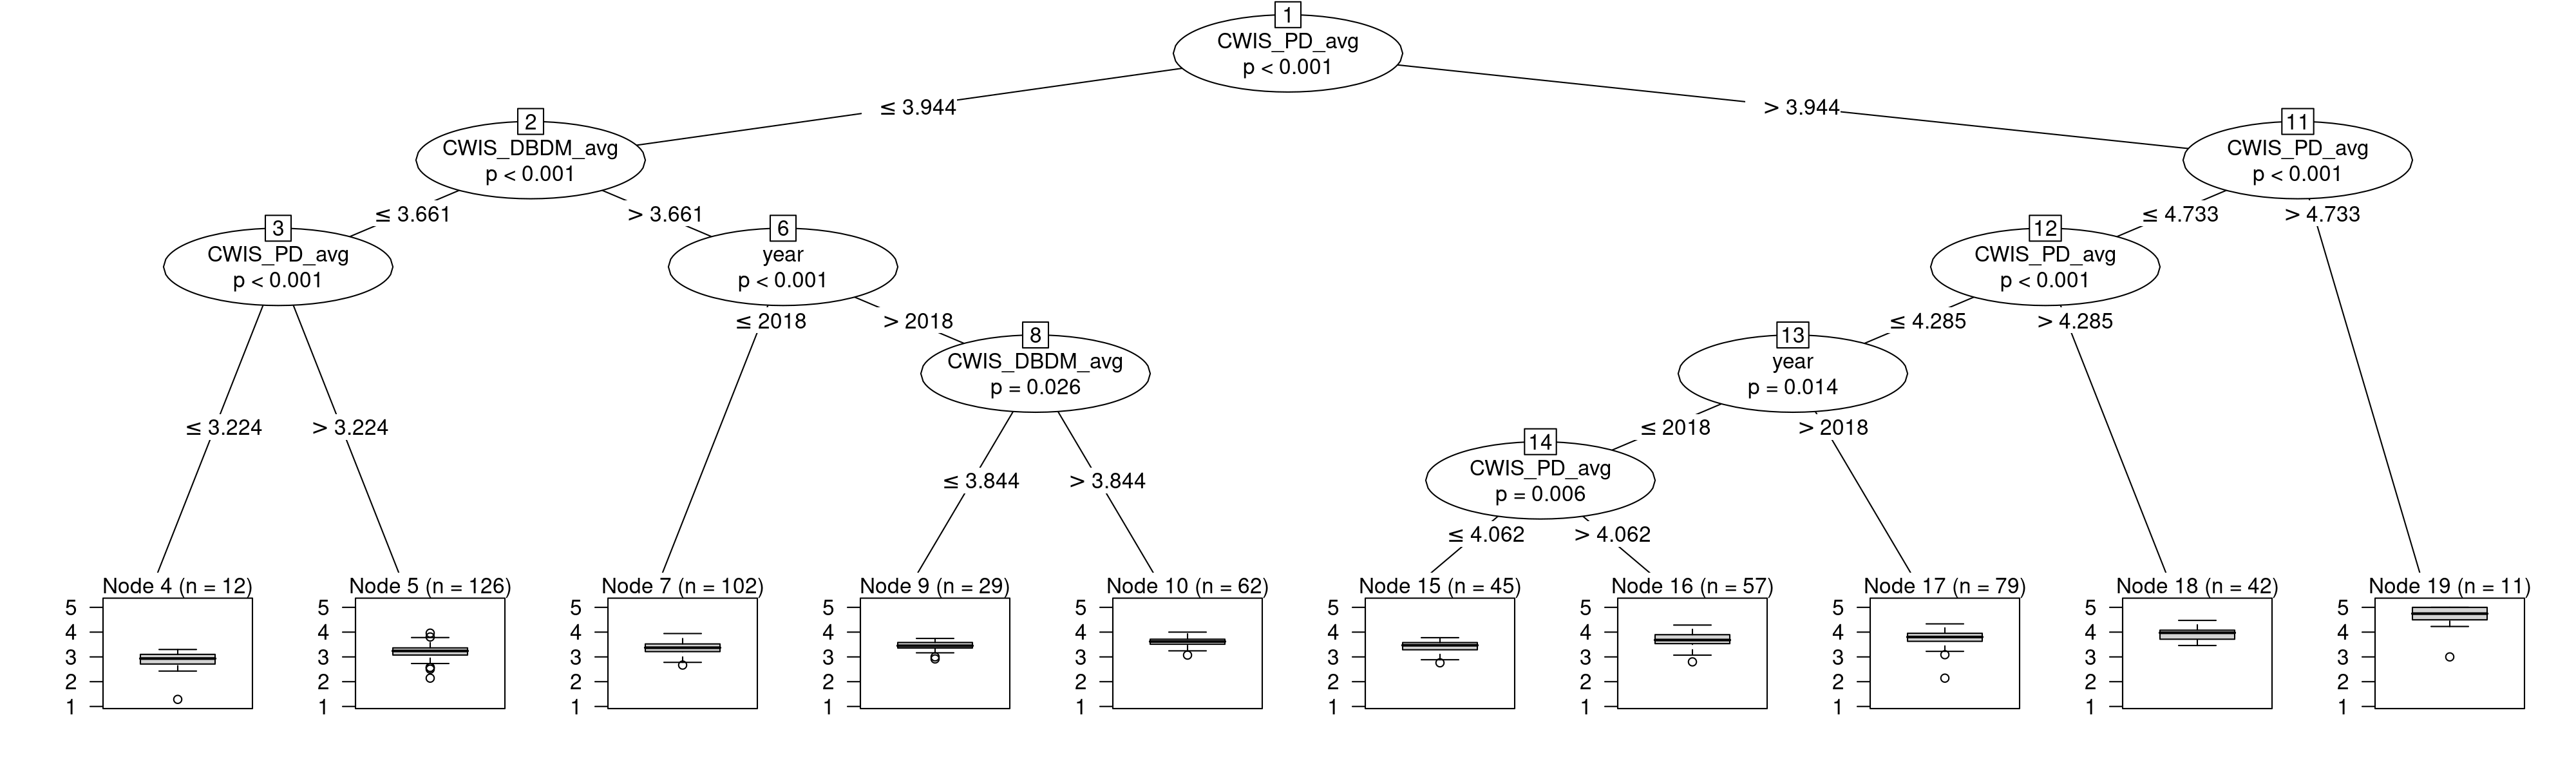 1
CWIS_PD_avg
p < 0.001
≤ 3.944
> 3.944
2
CWIS_DBDM_avg
p < 0.001
11
CWIS_PD_avg
p < 0.001
≤ 3.661
> 3.661
≤ 4.733
> 4.733
3
CWIS_PD_avg
p < 0.001
6
year
p < 0.001
12
CWIS_PD_avg
p < 0.001
≤ 2018
> 2018
≤ 4.285
> 4.285
8
CWIS_DBDM_avg
p = 0.026
13
year
p = 0.014
≤ 3.224
> 3.224
≤ 2018
> 2018
14
CWIS_PD_avg
p = 0.006
≤ 3.844
> 3.844
≤ 4.062
> 4.062
Node 4 (n = 12)
5
4
3
2
1
Node 5 (n = 126)
5
4
3
2
1
Node 7 (n = 102)
5
4
3
2
1
Node 9 (n = 29)
5
4
3
2
1
Node 10 (n = 62)
5
4
3
2
1
Node 15 (n = 45)
5
4
3
2
1
Node 16 (n = 57)
5
4
3
2
1
Node 17 (n = 79)
5
4
3
2
1
Node 18 (n = 42)
5
4
3
2
1
Node 19 (n = 11)
5
4
3
2
1